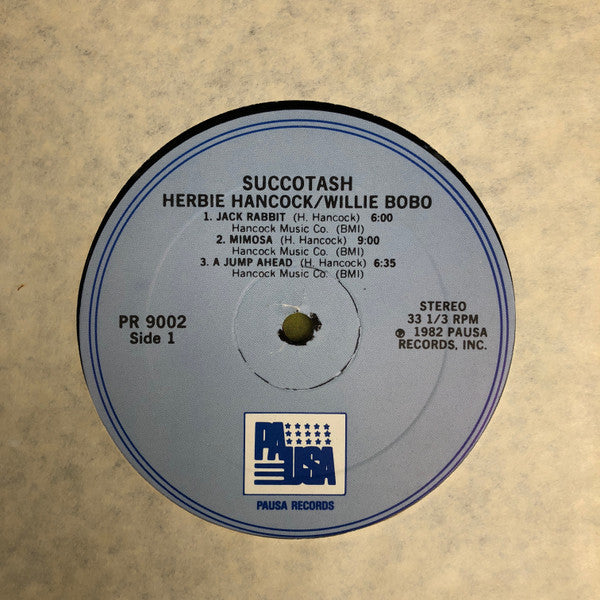 SUCCOTASH
HERBIE HANCOCK/WILLIE BOBO
1. JACK RABBIT (H. Hancock) 6:00
Hancock Music Co. (BMI)
2. MIMOSA (H. Hancock) 9:00
Hancock Music Co. (BMI)
3. A JUMP AHEAD (H. Hancock) 6:35
Hancock Music Co. (BMI)
PR 9002
Side 1
STEREO
33 1/3 RPM
℗ 1982 PAUSA
RECORDS, INC.
PAUSA
PAUSA RECORDS